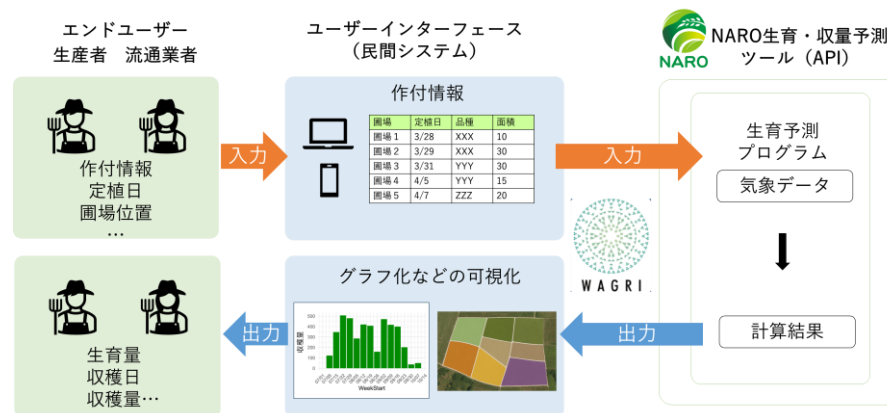 エンドユーザー
生産者 流通業者
ユーザーインターフェース
（民間システム）
NARO
NARO生育・収量予測
ツール（API）
作付情報
定植日
圃場位置
…
入力
作付情報
圃場 定植日 品種 面積
圃場1 3/28 XXX 10
圃場2 3/29 XXX 30
圃場3 3/31 YYY 30
圃場4 4/5 YYY 15
圃場5 4/7 ZZZ 20
入力
生育予測
プログラム
気象データ
WAGRI
生育量
収穫日
収穫量…
出力
グラフ化などの可視化
収穫量
500
400
300
200
100
0
WeekStart
出力
計算結果